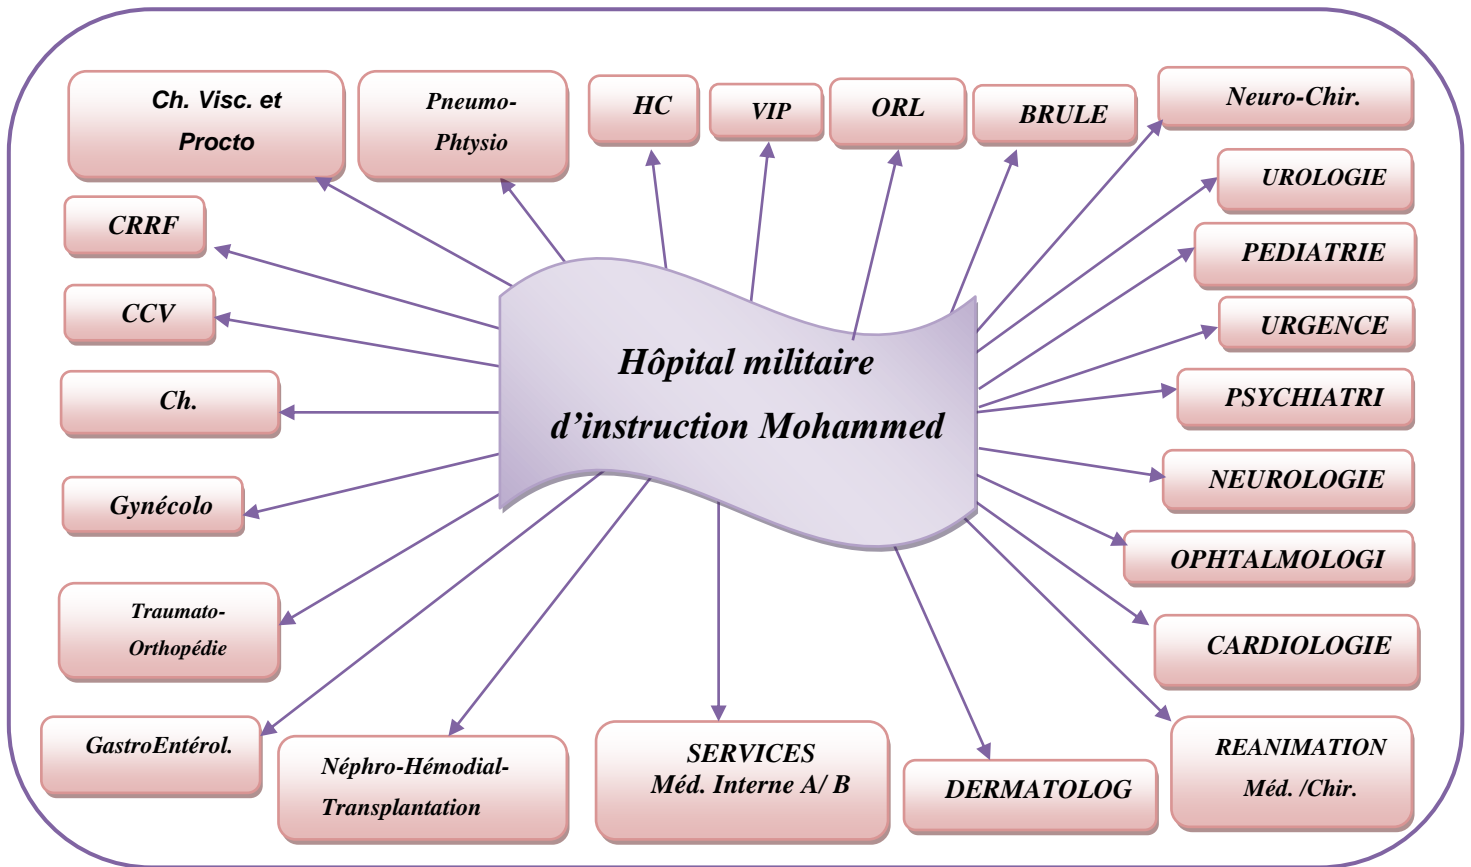 Ch. Visc. et
Procto
Pneumo-
Phtysio
HC
VIP
ORL
BRULE
Neuro-Chir.
CRRF
UROLOGIE
CCV
PEDIATRIE
URGENCE
Ch.
Hôpital militaire
d’instruction Mohammed
PSYCHIATRI
Gynécolo
NEUROLOGIE
OPHTALMOLOGI
Traumato-
Orthopédie
CARDIOLOGIE
GastroEntérol.
Néphro-Hémodial-
Transplantation
SERVICES
Méd. Interne A/ B
DERMATOLOG
REANIMATION
Méd. /Chir.